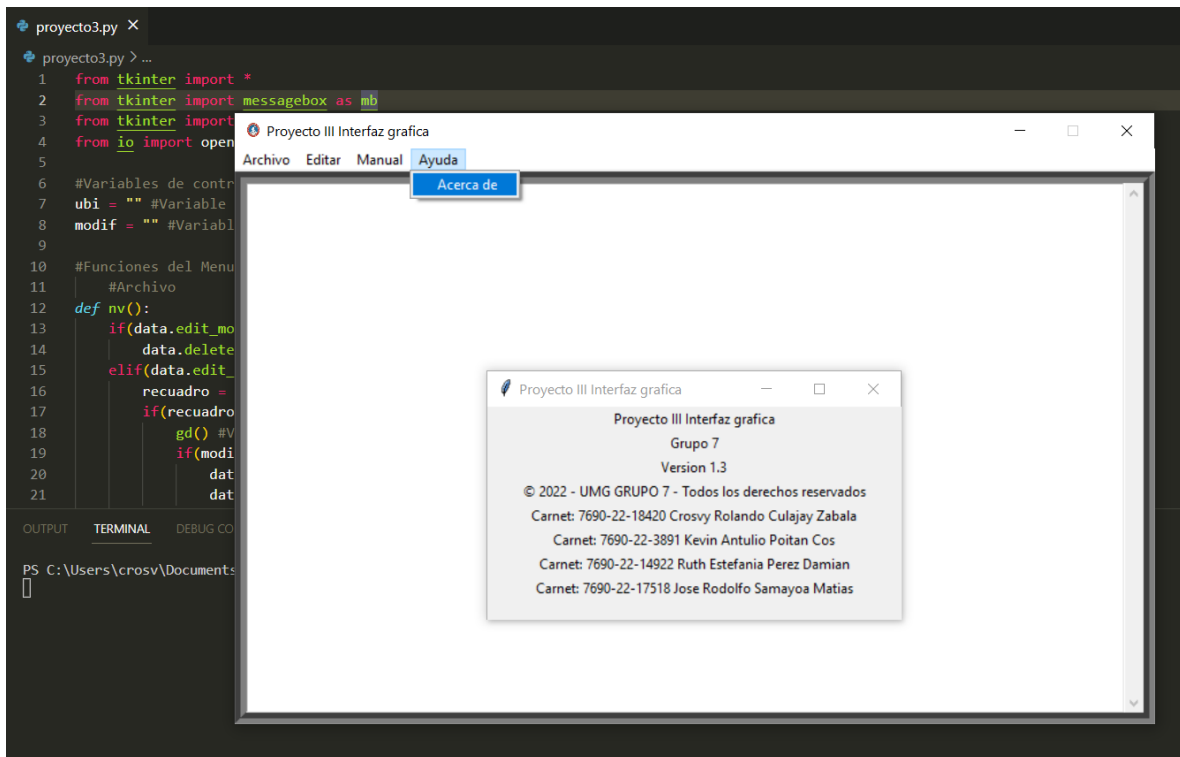 proyecto3.py
proyecto3.py > ...
1 from tkinter import *
2 from tkinter import messagebox as mb
3 from tkinter import
4 from io import open
5
6 #Variables de contr
7 ubi = "" #Variable
8 modif = "" #Variabl
9
10 #Funciones del Menu
11 #Archivo
12 def nv():
13 if(data.edit_mo
14 data.delete
15 elif(data.edit_
16 recuadro =
17 if(recuadro
18 gd() #V
19 if(modi
20 dat
21 dat
OUTPUT TERMINAL DEBUG CO
PS C:\Users\crosv\Documents
Proyecto III Interfaz grafica
Archivo Editar Manual Ayuda
Acerca de
Proyecto III Interfaz grafica
Proyecto III Interfaz grafica
Grupo 7
Version 1.3
© 2022 - UMG GRUPO 7 - Todos los derechos reservados
Carnet: 7690-22-18420 Crosvy Rolando Culajay Zabala
Carnet: 7690-22-3891 Kevin Antulio Poitan Cos
Carnet: 7690-22-14922 Ruth Estefania Perez Damian
Carnet: 7690-22-17518 Jose Rodolfo Samayoa Matias